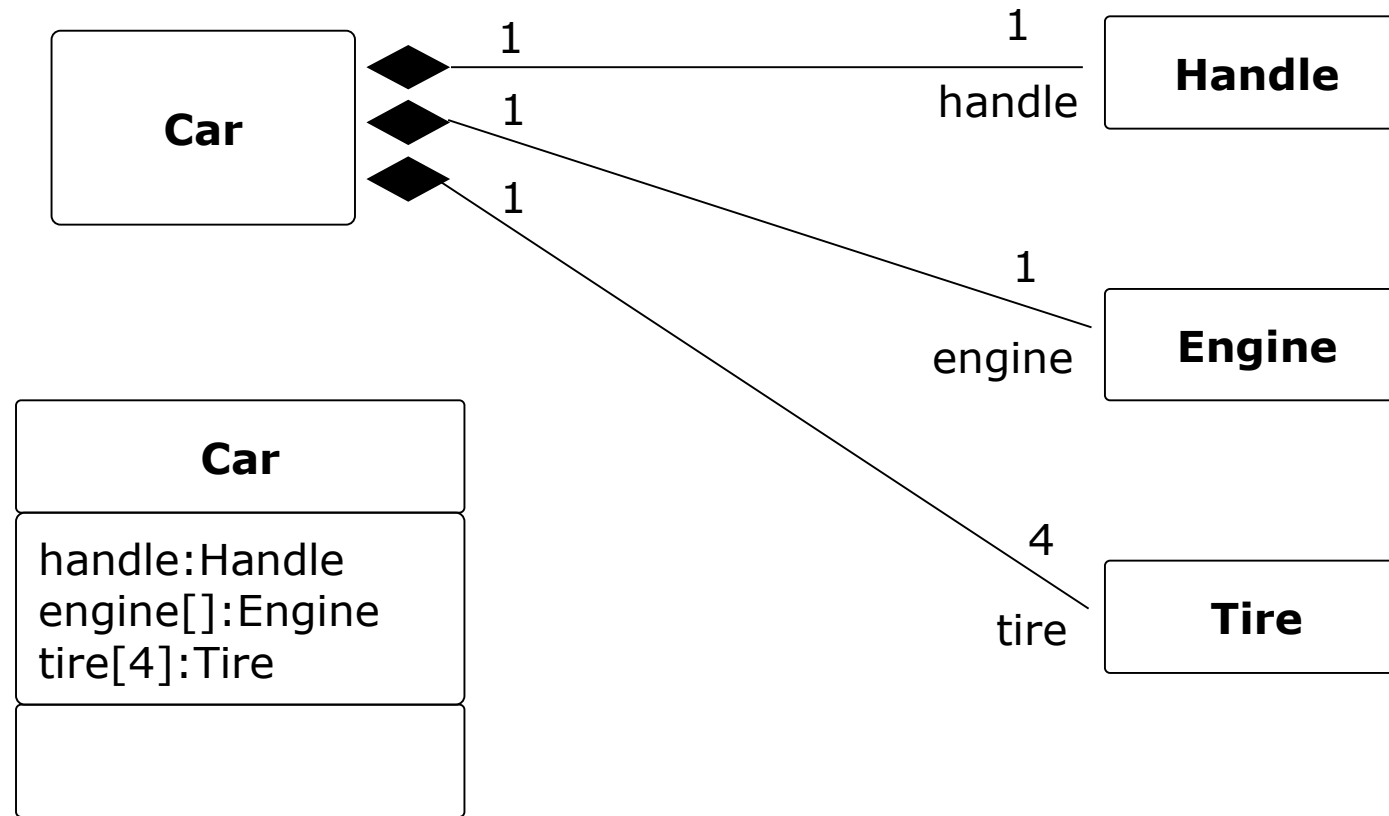 1
1
Handle
handle
Car
1
1
1
engine
Engine
Car
handle:Handle
engine[]:Engine
tire[4]:Tire
4
tire
Tire